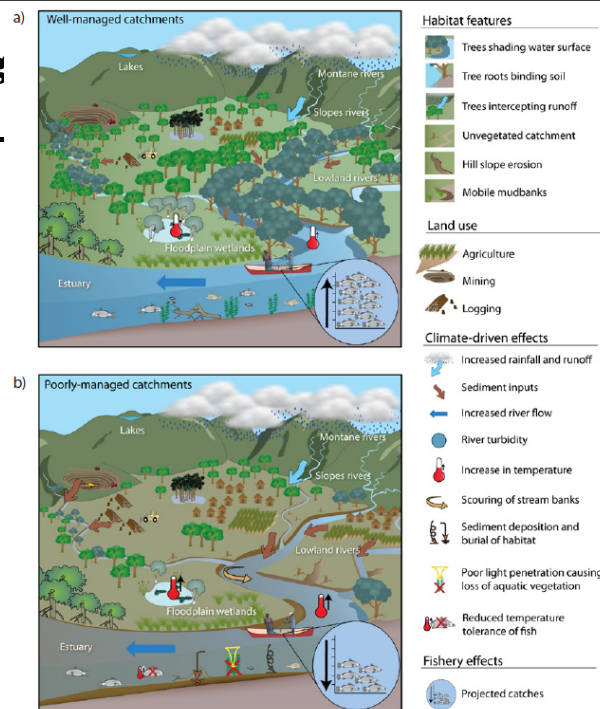 a)
Well-managed catchments
Lakes
Montane rivers
Slopes rivers
Lowland rivers
Floodplain wetlands
Estuary
b)
Poorly-managed catchments
Lakes
Montane rivers
Slopes rivers
Lowland rivers
Floodplain wetlands
Estuary
Habitat features
Trees shading water surface
Tree roots binding soil
Trees intercepting runoff
Unvegetated catchment
Hill slope erosion
Mobile mudbanks
Land use
Agriculture
Mining
Logging
Climate-driven effects
Increased rainfall and runoff
Sediment inputs
Increased river flow
River turbidity
Increase in temperature
Scouring of stream banks
Sediment deposition and
burial of habitat
Poor light penetration causing
loss of aquatic vegetation
Reduced temperature
tolerance of fish
Fishery effects
Projected catches